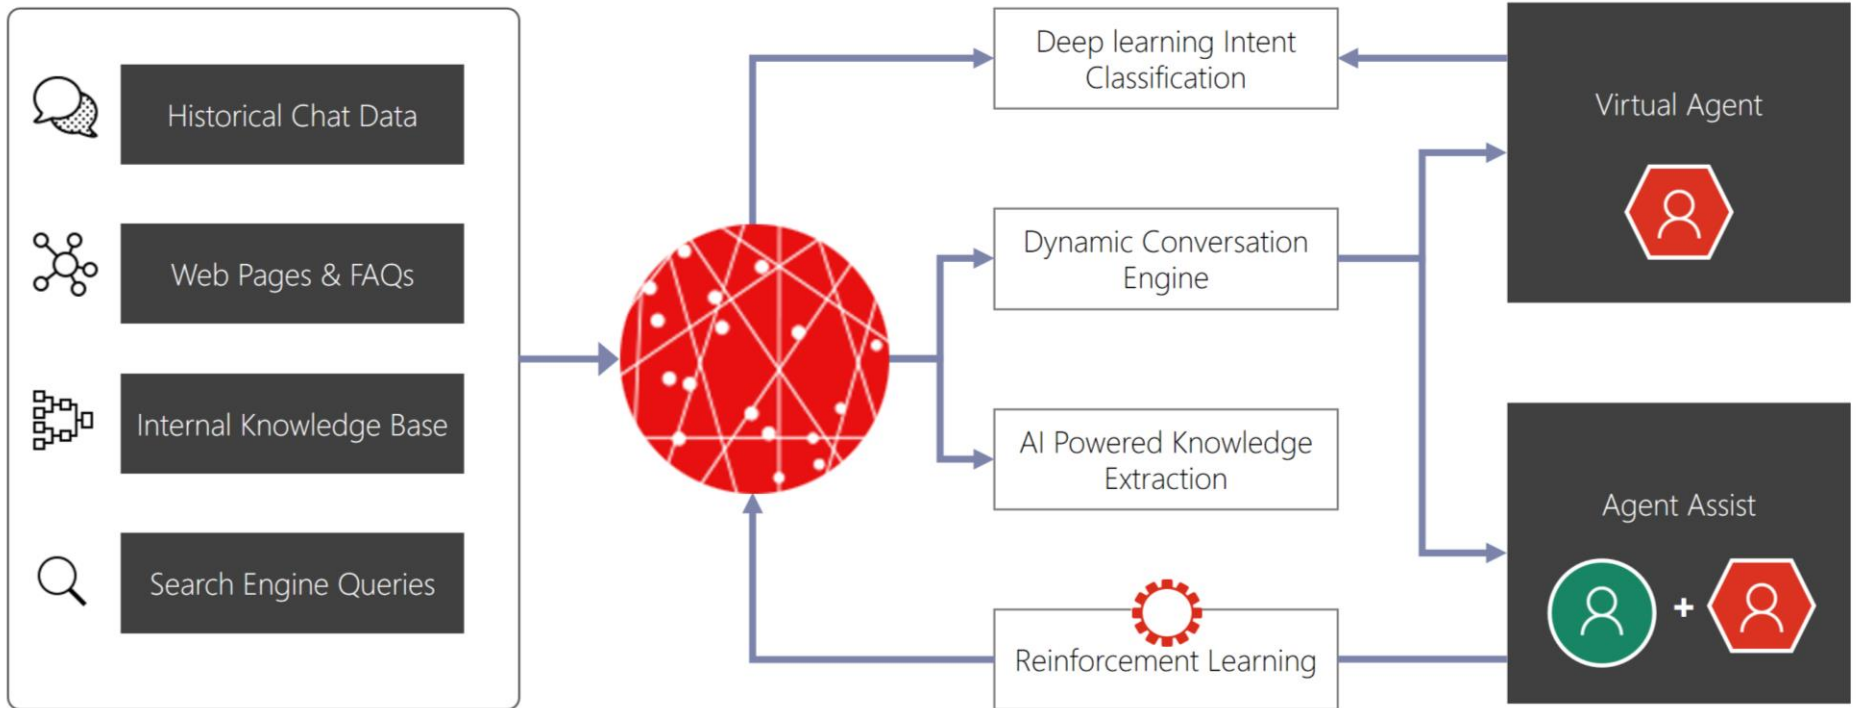 Historical Chat Data
Web Pages & FAQs
Internal Knowledge Base
Search Engine Queries
Deep learning Intent
Classification
Dynamic Conversation
Engine
AI Powered Knowledge
Extraction
Reinforcement Learning
Virtual Agent
Agent Assist
+